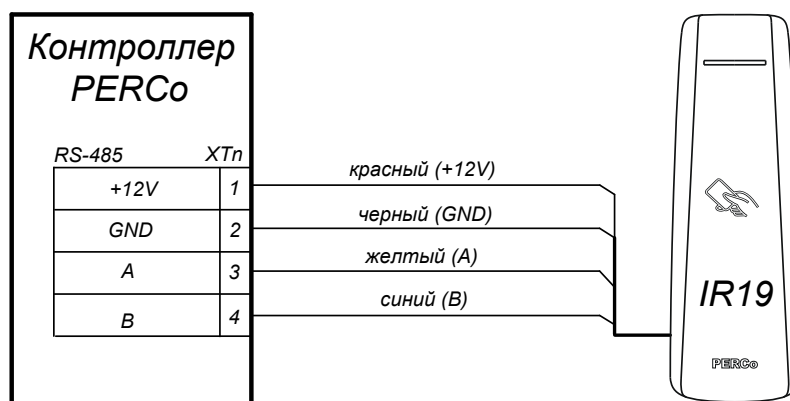 Контроллер
PERCo
RS-485 XTn
+12V 1
GND 2
A 3
B 4
красный (+12V)
черный (GND)
желтый (A)
синий (B)
IR19
PERCo